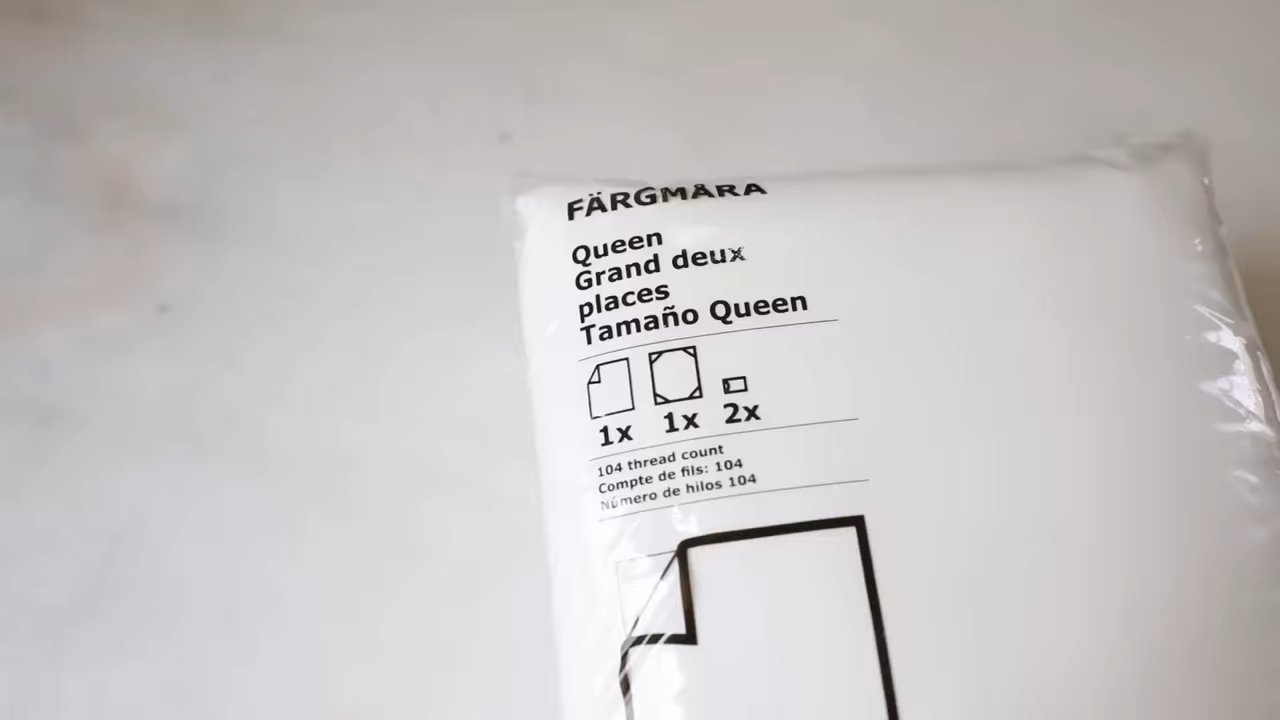 FÄRGMÅRA
Queen
Grand deux
places
Tamaño Queen
1x 1x 2x
104 thread count
Compte de fils: 104
Número de hilos 104